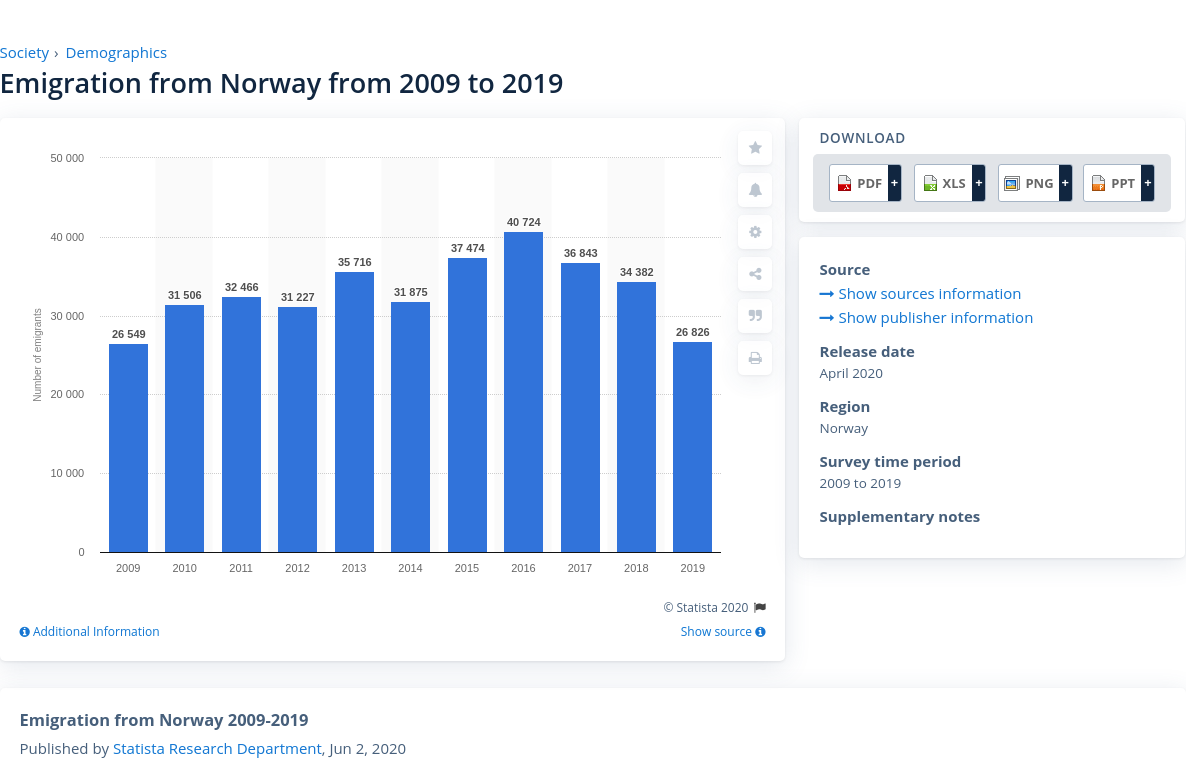 Society › Demographics
Emigration from Norway from 2009 to 2019
50 000
40 000
30 000
20 000
10 000
0
Number of emigrants
26 549
31 506
32 466
31 227
35 716
31 875
37 474
40 724
36 843
34 382
26 826
2009 2010 2011 2012 2013 2014 2015 2016 2017 2018 2019
© Statista 2020
Additional Information
Show source
DOWNLOAD
PDF + XLS + PNG + PPT +
Source
Show sources information
Show publisher information
Release date
April 2020
Region
Norway
Survey time period
2009 to 2019
Supplementary notes
Emigration from Norway 2009-2019
Published by Statista Research Department, Jun 2, 2020